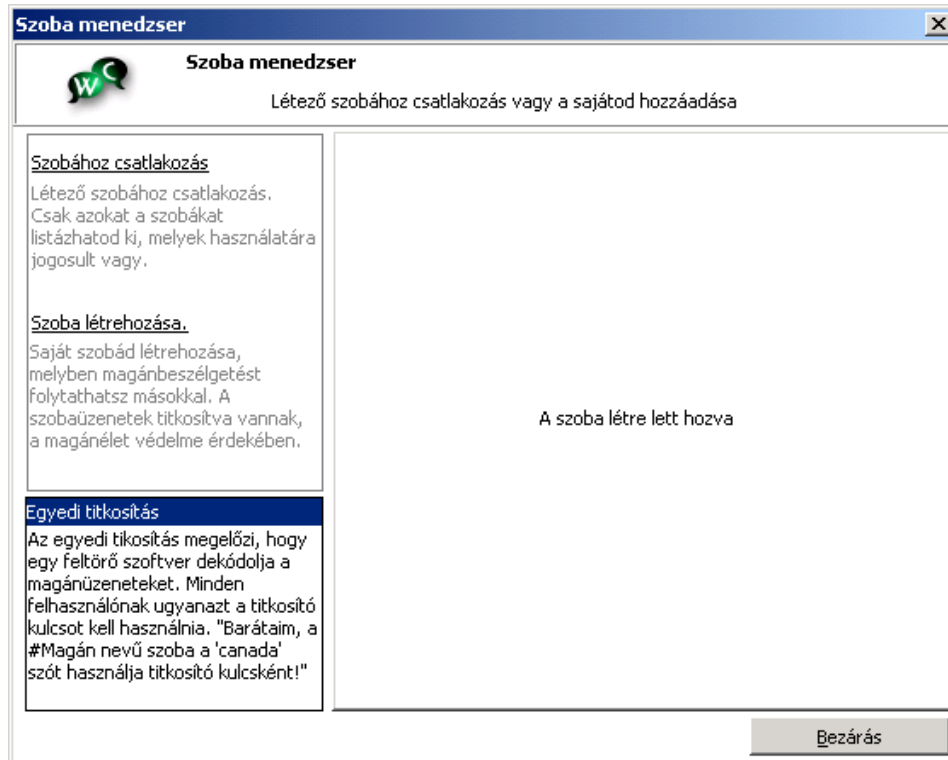 Szoba menedzser
WC
Szoba menedzser
Létező szobához csatlakozás vagy a sajátod hozzáadása
Szobához csatlakozás
Létező szobához csatlakozás.
Csak azokat a szobákat
listázhatod ki, melyek használatára
jogosult vagy.
Szoba létrehozása.
Saját szobád létrehozása,
melyben magánbeszélgetést
folytathatsz másokkal. A
szobaüzenetek titkosítva vannak,
a magánélet védelme érdekében.
Egyedi titkosítás
Az egyedi tikosítás megelőzi, hogy
egy feltörő szoftver dekódolja a
magánüzeneteket. Minden
felhasználónak ugyanazt a titkosító
kulcsot kell használnia. "Barátaim, a
#Magán nevű szoba a 'canada'
szót használja titkosító kulcsként!"
A szoba létre lett hozva
Bezárás